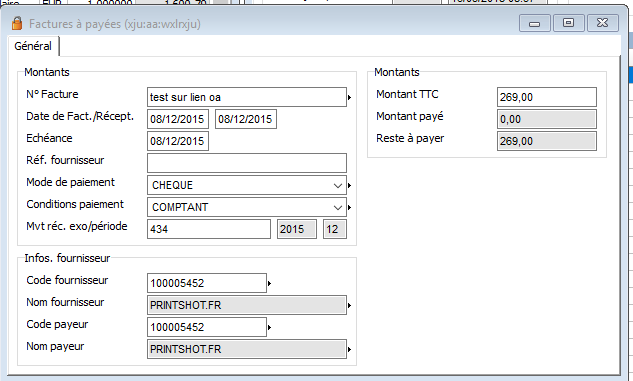 Factures à payées (xju:aa:wxlnxju)
Général
Montants
N° Facture test sur lien oa
Date de Fact./Récept. 08/12/2015 08/12/2015
Echéance 08/12/2015
Réf. fournisseur
Mode de paiement CHEQUE
Conditions paiement COMPTANT
Mvt réc. exo/période 434 2015 12
Infos. fournisseur
Code fournisseur 100005452
Nom fournisseur PRINTSHOT.FR
Code payeur 100005452
Nom payeur PRINTSHOT.FR
Montants
Montant TTC 269,00
Montant payé 0,00
Reste à payer 269,00